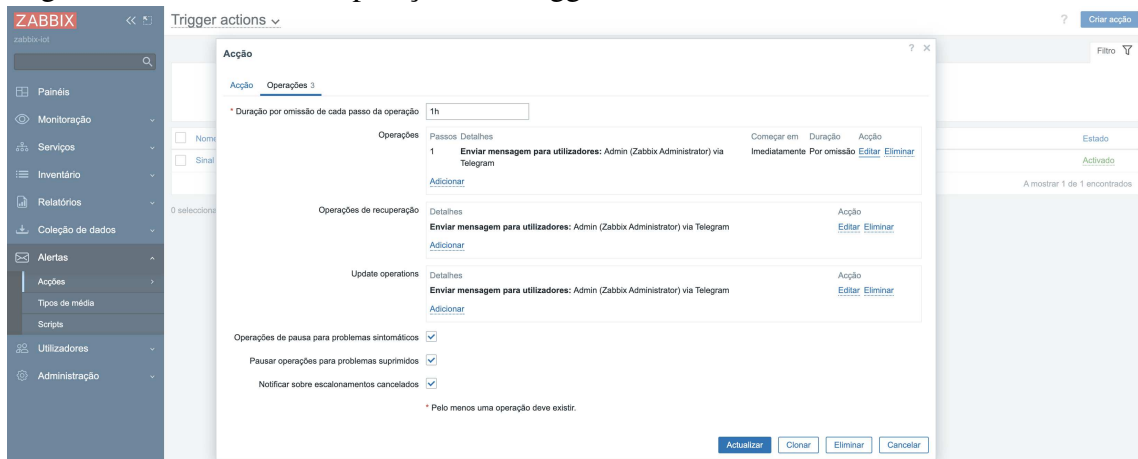 ZABBIX
zabbix-iot
Painéis
Monitoração
Serviços
Inventário
Relatórios
Coleção de dados
Alertas
Acções
Tipos de média
Scripts
Utilizadores
Administração
Trigger actions
? Criar acção
Filtro
Nome
Estado
Sinal
Activado
A mostrar 1 de 1 encontrados
0 selecciona
Acção
? ×
Acção Operações 3
* Duração por omissão de cada passo da operação 1h
Operações
Passos Detalhes Começar em Duração Acção
1 Enviar mensagem para utilizadores: Admin (Zabbix Administrator) via Telegram Imediatamente Por omissão Editar Eliminar
Adicionar
Operações de recuperação
Detalhes Acção
Enviar mensagem para utilizadores: Admin (Zabbix Administrator) via Telegram Editar Eliminar
Adicionar
Update operations
Detalhes Acção
Enviar mensagem para utilizadores: Admin (Zabbix Administrator) via Telegram Editar Eliminar
Adicionar
Operações de pausa para problemas sintomáticos
Pausar operações para problemas suprimidos
Notificar sobre escalonamentos cancelados
* Pelo menos uma operação deve existir.
Actualizar Clonar Eliminar Cancelar